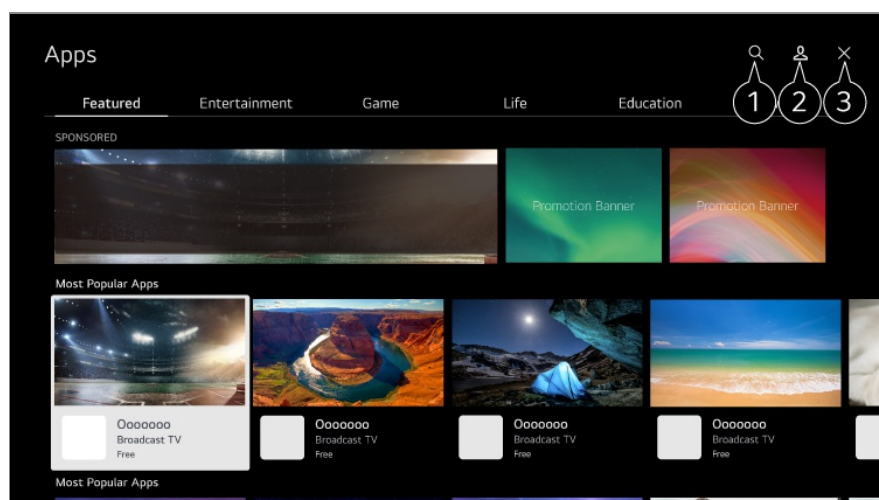 Apps
1 2 3
Featured Entertainment Game Life Education
SPONSORED
Promotion Banner Promotion Banner
Most Popular Apps
Ooooooo Ooooooo Ooooooo Ooooooo
Broadcast TV Broadcast TV Broadcast TV Broadcast TV
Free Free Free Free
Most Popular Apps